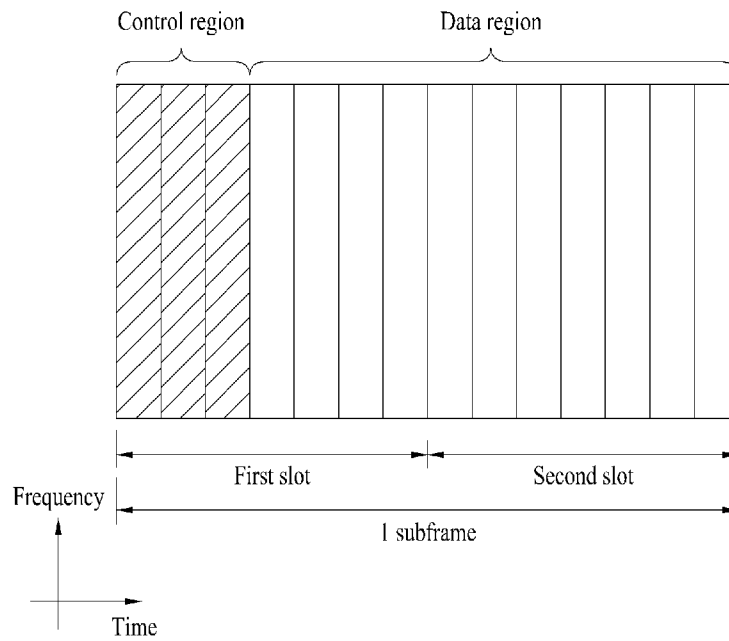 Control region
Data region
First slot
Second slot
Frequency
1 subframe
Time